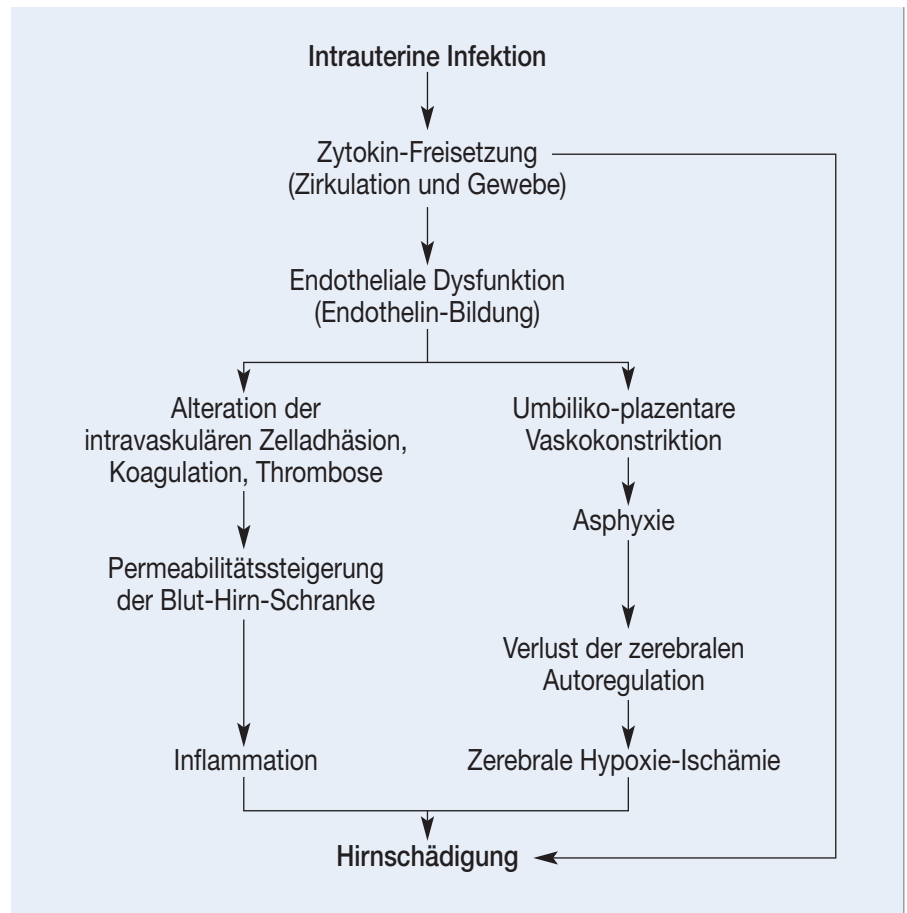 Intrauterine Infektion
Zytokin-Freisetzung
(Zirkulation und Gewebe)
Endotheliale Dysfunktion
(Endothelin-Bildung)
Alteration der
intravaskulären Zelladhäsion,
Koagulation, Thrombose
Permeabilitätssteigerung
der Blut-Hirn-Schranke
Inflammation
Umbiliko-plazentare
Vaskokonstriktion
Asphyxie
Verlust der zerebralen
Autoregulation
Zerebrale Hypoxie-Ischämie
Hirnschädigung